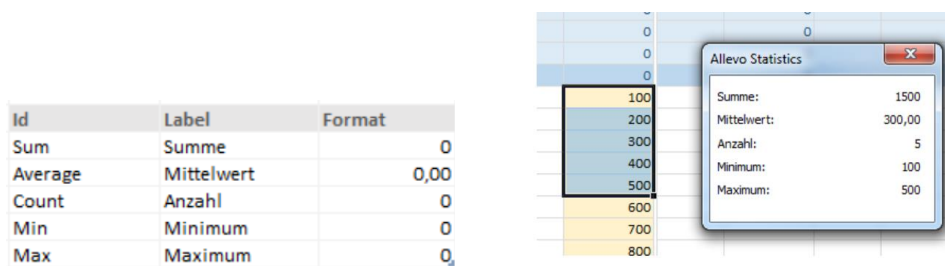 Id Label Format
Sum Summe 0
Average Mittelwert 0,00
Count Anzahl 0
Min Minimum 0
Max Maximum 0
0 0
0
0
100
200
300
400
500
600
700
800
Allevo Statistics
Summe: 1500
Mittelwert: 300,00
Anzahl: 5
Minimum: 100
Maximum: 500